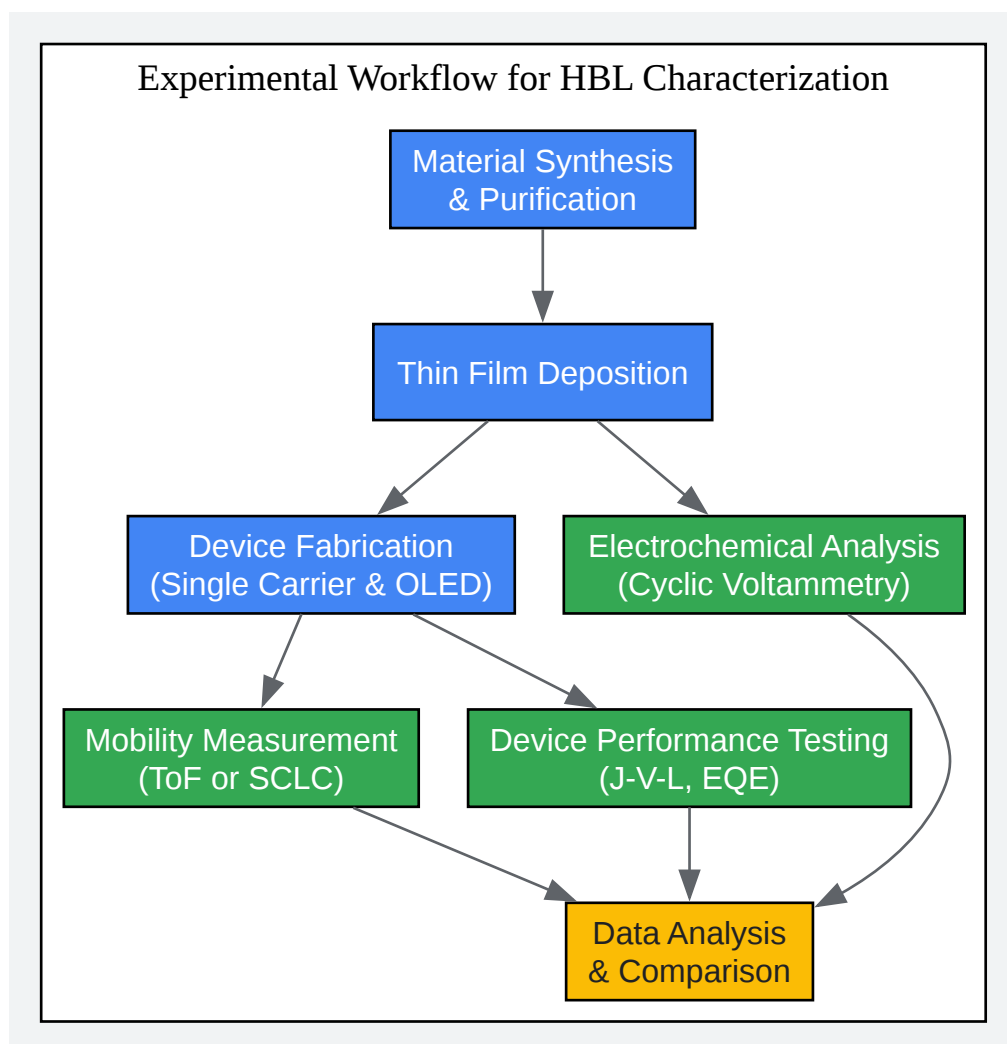 Experimental Workflow for HBL Characterization
Material Synthesis
& Purification
Thin Film Deposition
Device Fabrication
(Single Carrier & OLED)
Electrochemical Analysis
(Cyclic Voltammetry)
Mobility Measurement
(ToF or SCLC)
Device Performance Testing
(J-V-L, EQE)
Data Analysis
& Comparison